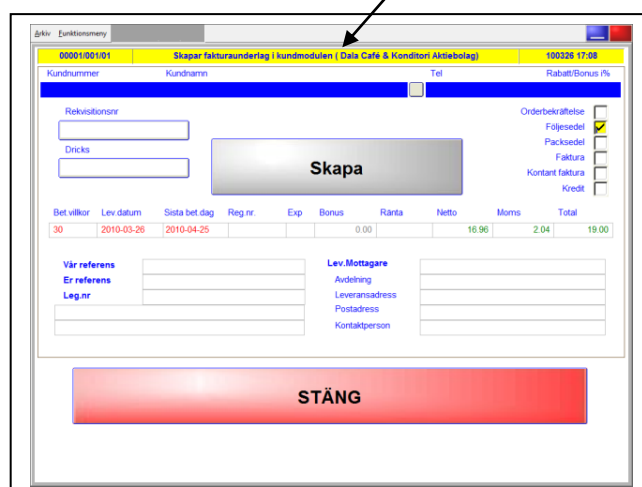 Arkiv Funktionsmeny
00001/001/01 Skapar fakturaunderlag i kundmodulen ( Dala Café & Konditori Aktiebolag) 100326 17:08
Kundnummer Kundnamn Tel Rabatt/Bonus i%
Rekvisitionsnr
Orderbekräftelse
Följesedel
Dricks
Packsedel
Faktura
Skapa
Kontant faktura
Kredit
Bet.villkor Lev.datum Sista bet.dag Reg.nr. Exp Bonus Ränta Netto Moms Total
30 2010-03-26 2010-04-25 0.00 16.96 2.04 19.00
Vår referens Lev.Mottagare
Er referens Avdelning
Leg.nr Leveransadress
Postadress
Kontaktperson
STÄNG